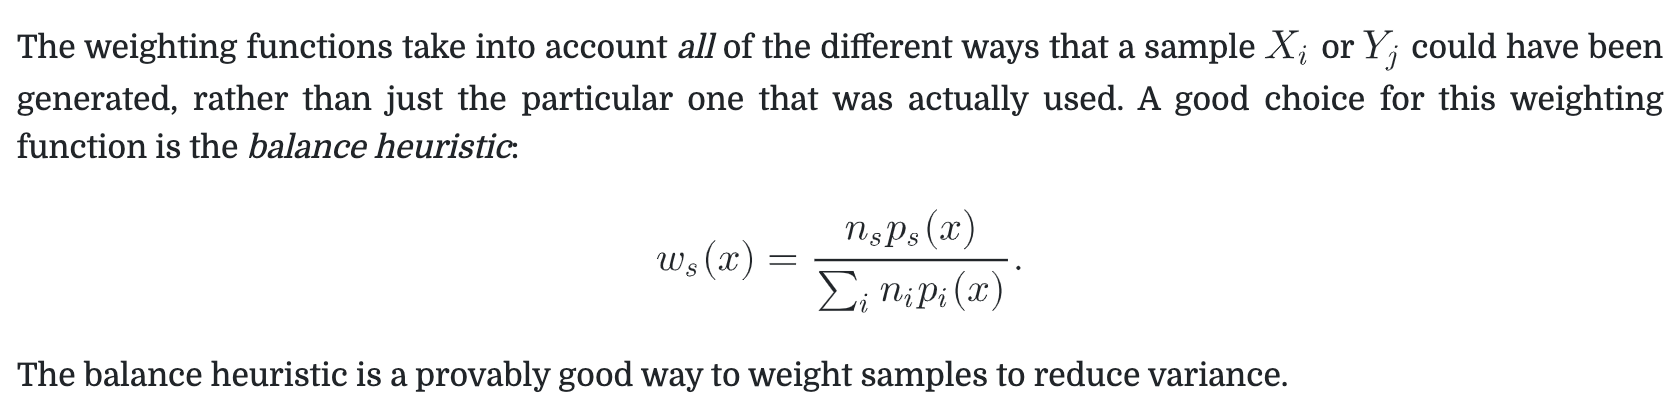 The weighting functions take into account all of the different ways that a sample X_i or Y_j could have been
generated, rather than just the particular one that was actually used. A good choice for this weighting
function is the balance heuristic:
w_s(x) = \frac{n_s p_s(x)}{\sum_i n_i p_i(x)}.
The balance heuristic is a provably good way to weight samples to reduce variance.